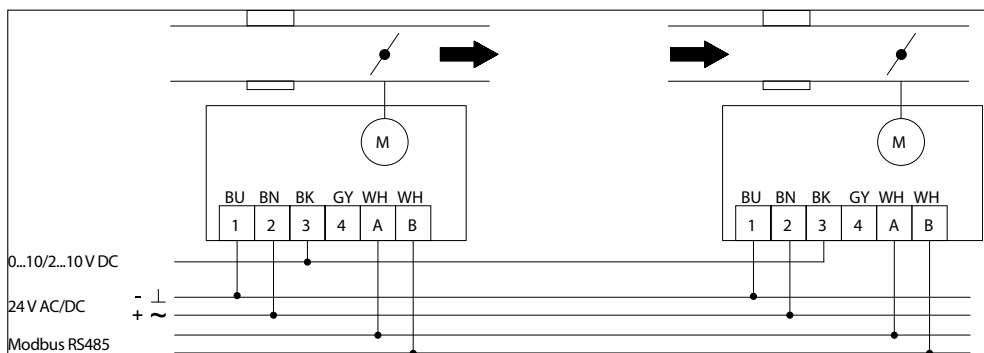 M M
BU BN BK GY WH WH BU BN BK GY WH WH
1 2 3 4 A B 1 2 3 4 A B
0...10/2...10 V DC
- ⊥
24 V AC/DC
+ ~
Modbus RS485